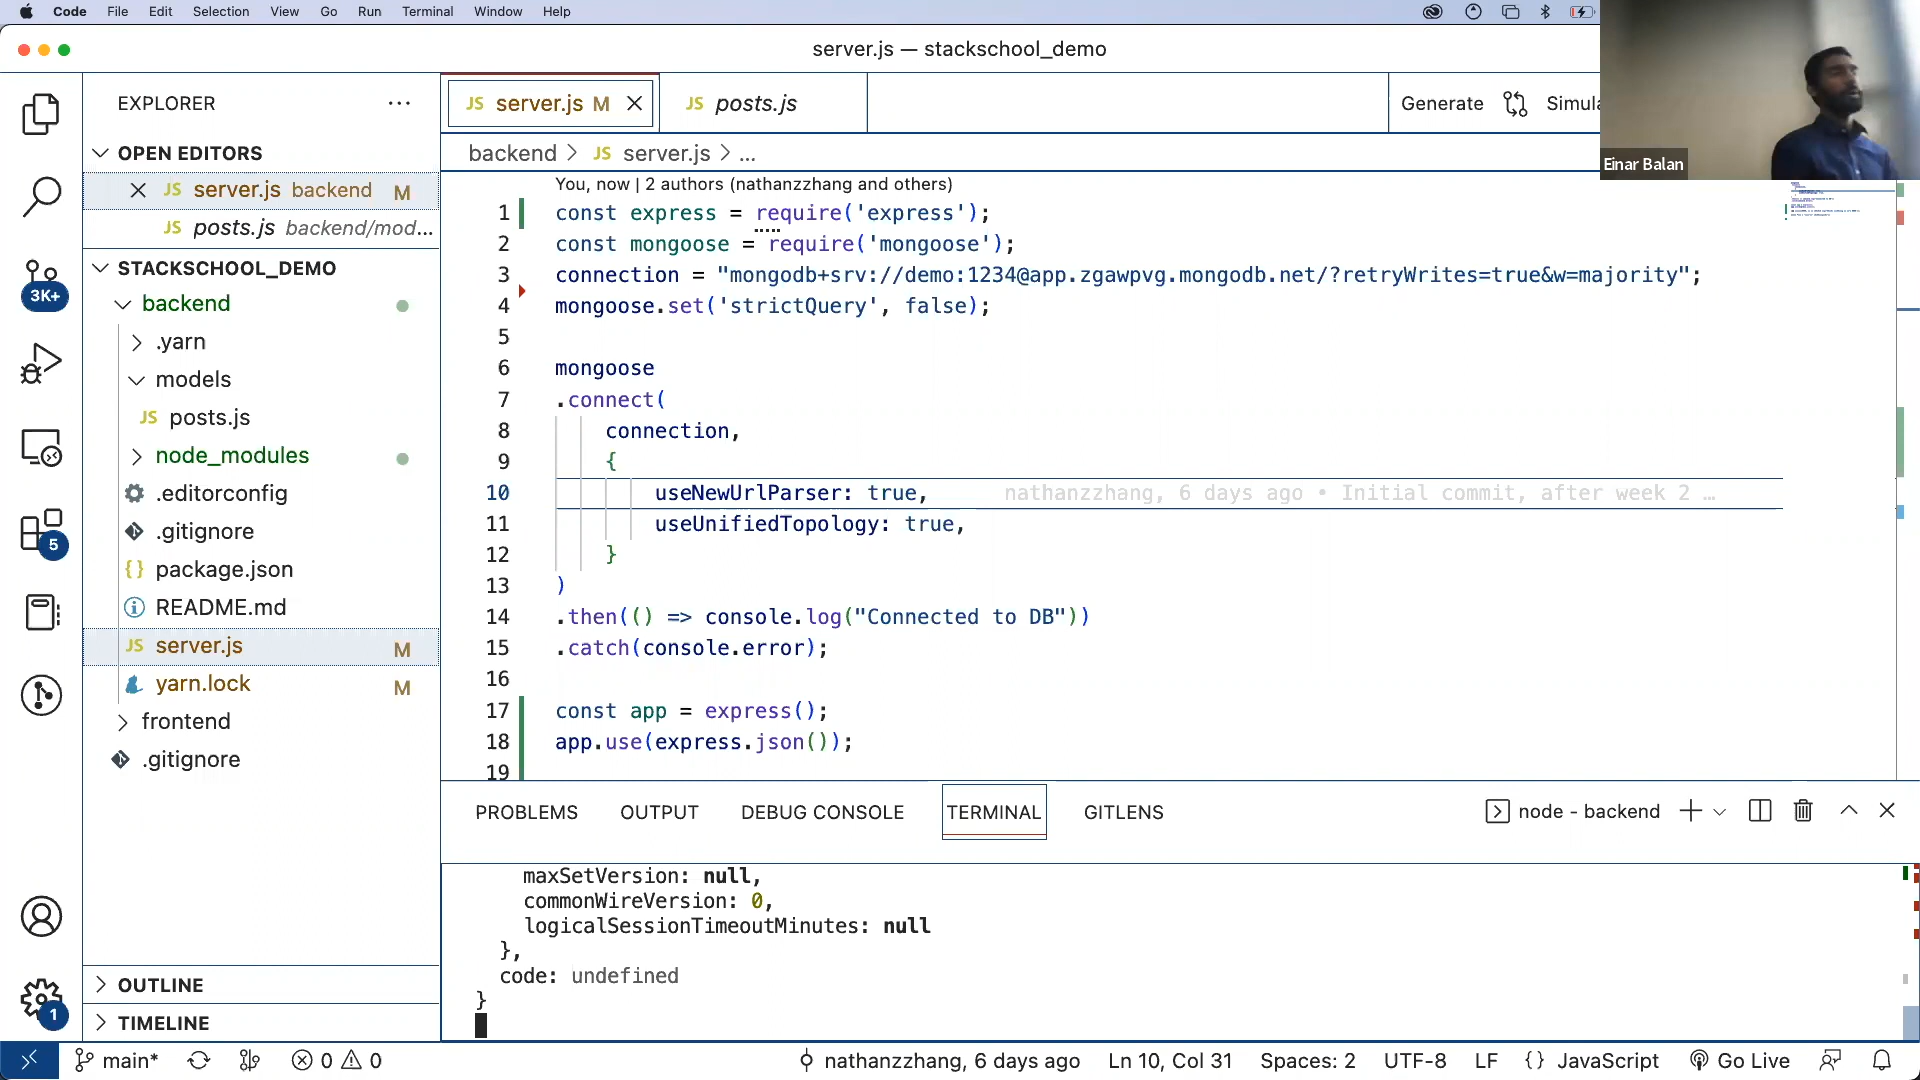 Code File Edit Selection View Go Run Terminal Window Help
server.js — stackschool_demo
EXPLORER
OPEN EDITORS
server.js backend M
posts.js backend/mod...
STACKSCHOOL_DEMO
backend
.yarn
models
JS posts.js
node_modules
.editorconfig
.gitignore
{} package.json
README.md
JS server.js M
yarn.lock M
frontend
.gitignore
OUTLINE
TIMELINE
3K+
5
1
JS server.js M
JS posts.js
Generate Simula
Einar Balan
backend > JS server.js > ...
You, now | 2 authors (nathanzzhang and others)
1 const express = require('express');
2 const mongoose = require('mongoose');
3 connection = "mongodb+srv://demo:1234@app.zgawpvg.mongodb.net/?retryWrites=true&w=majority";
4 mongoose.set('strictQuery', false);
5
6 mongoose
7 .connect(
8 connection,
9 {
10 useNewUrlParser: true, nathanzzhang, 6 days ago • Initial commit, after week 2 …
11 useUnifiedTopology: true,
12 }
13 )
14 .then(() => console.log("Connected to DB"))
15 .catch(console.error);
16
17 const app = express();
18 app.use(express.json());
19
PROBLEMS OUTPUT DEBUG CONSOLE TERMINAL GITLENS
node - backend
maxSetVersion: null,
commonWireVersion: 0,
logicalSessionTimeoutMinutes: null
},
code: undefined
}
main* 0 0 nathanzzhang, 6 days ago Ln 10, Col 31 Spaces: 2 UTF-8 LF {} JavaScript Go Live